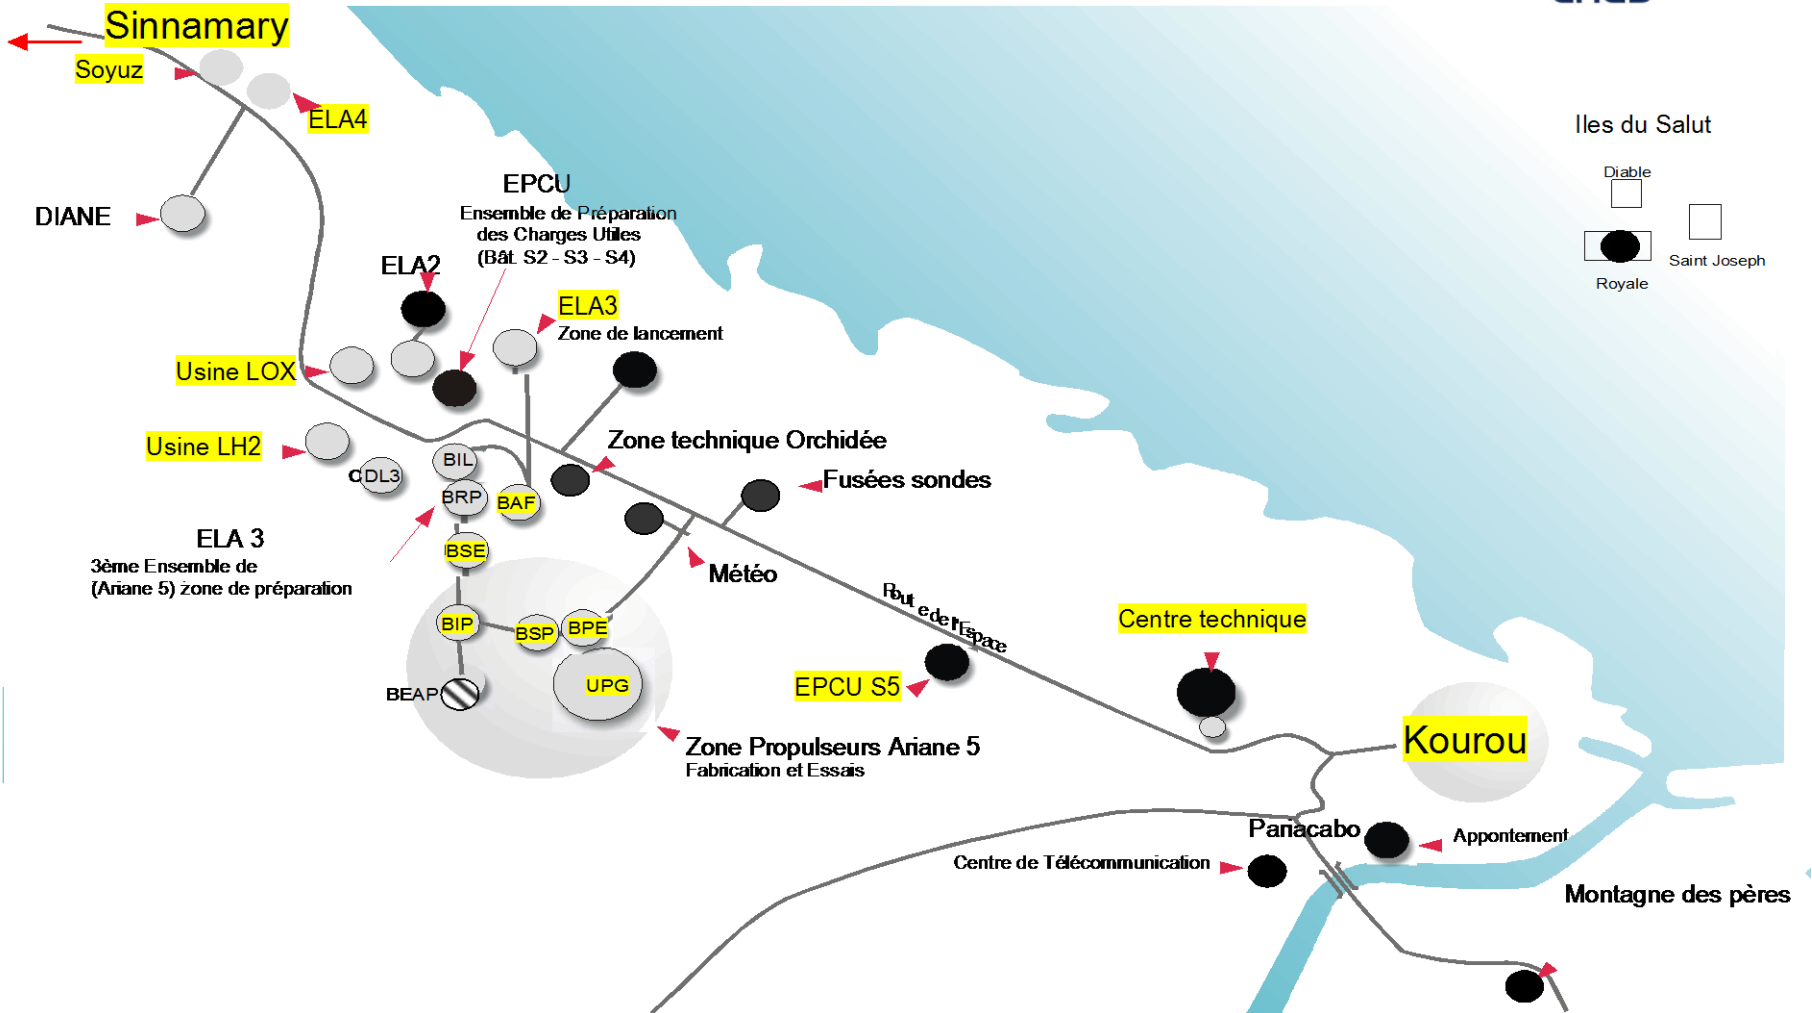 Sinnamary
Soyuz
ELA4
Iles du Salut
Diable
Saint Joseph
Royale
DIANE
EPCU
Ensemble de Préparation
des Charges Utiles
(Bât. S2 - S3 - S4)
ELA2
ELA3
Zone de lancement
Usine LOX
Usine LH2
CDL3
BIL
BRP
BAF
Zone technique Orchidée
Fusées sondes
ELA 3
3ème Ensemble de
(Ariane 5) zone de préparation
BSE
Météo
BIP
BSP
BPE
UPG
BEAP
Route de l'Espace
Centre technique
EPCU S5
Zone Propulseurs Ariane 5
Fabrication et Essais
Kourou
Pariacabo
Appontement
Centre de Télécommunication
Montagne des pères